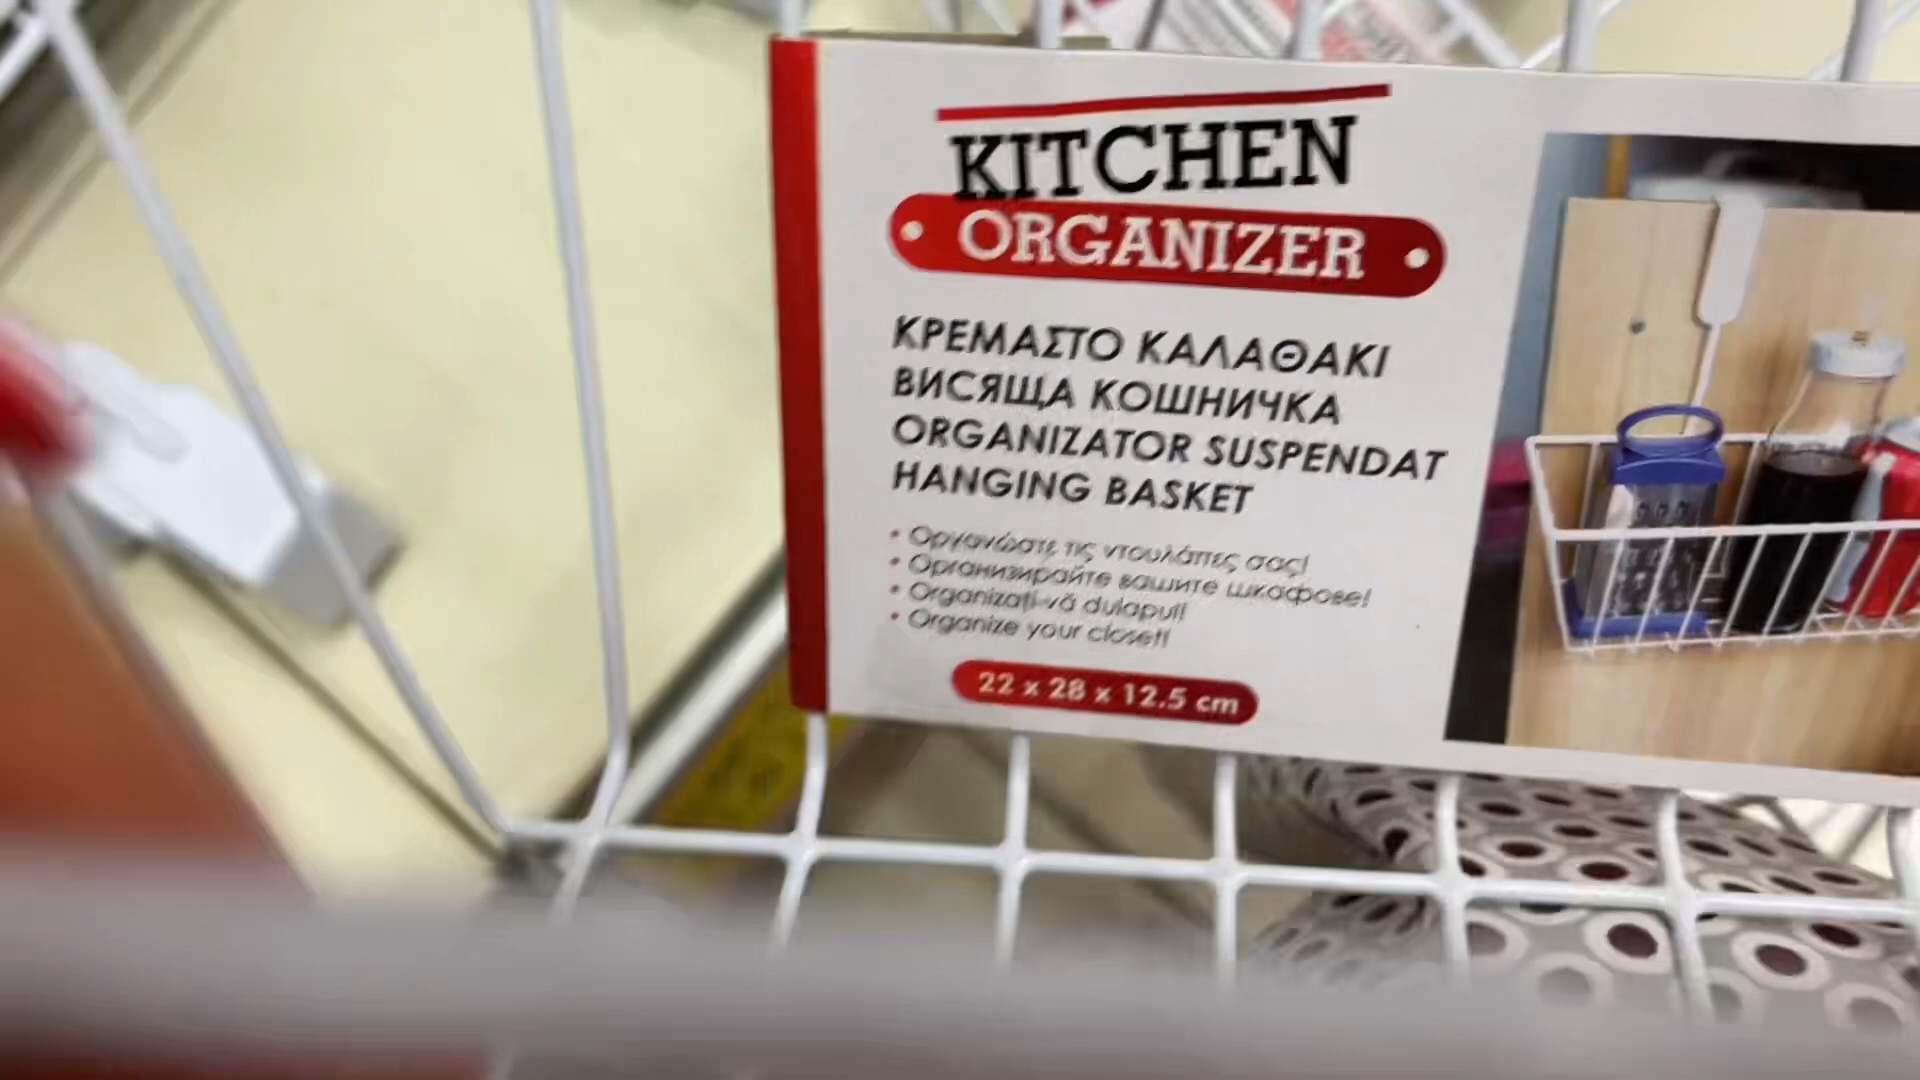 KITCHEN
ORGANIZER
ΚΡΕΜΑΣΤΟ ΚΑΛΑΘΑΚΙ
ВИСЯЩА КОШНИЧКА
ORGANIZATOR SUSPENDAT
HANGING BASKET
• Οργανώστε τις ντουλάπες σας!
• Организирайте вашите шкафове!
• Organizați-vă dulapul!
• Organize your closet!
22 x 28 x 12.5 cm